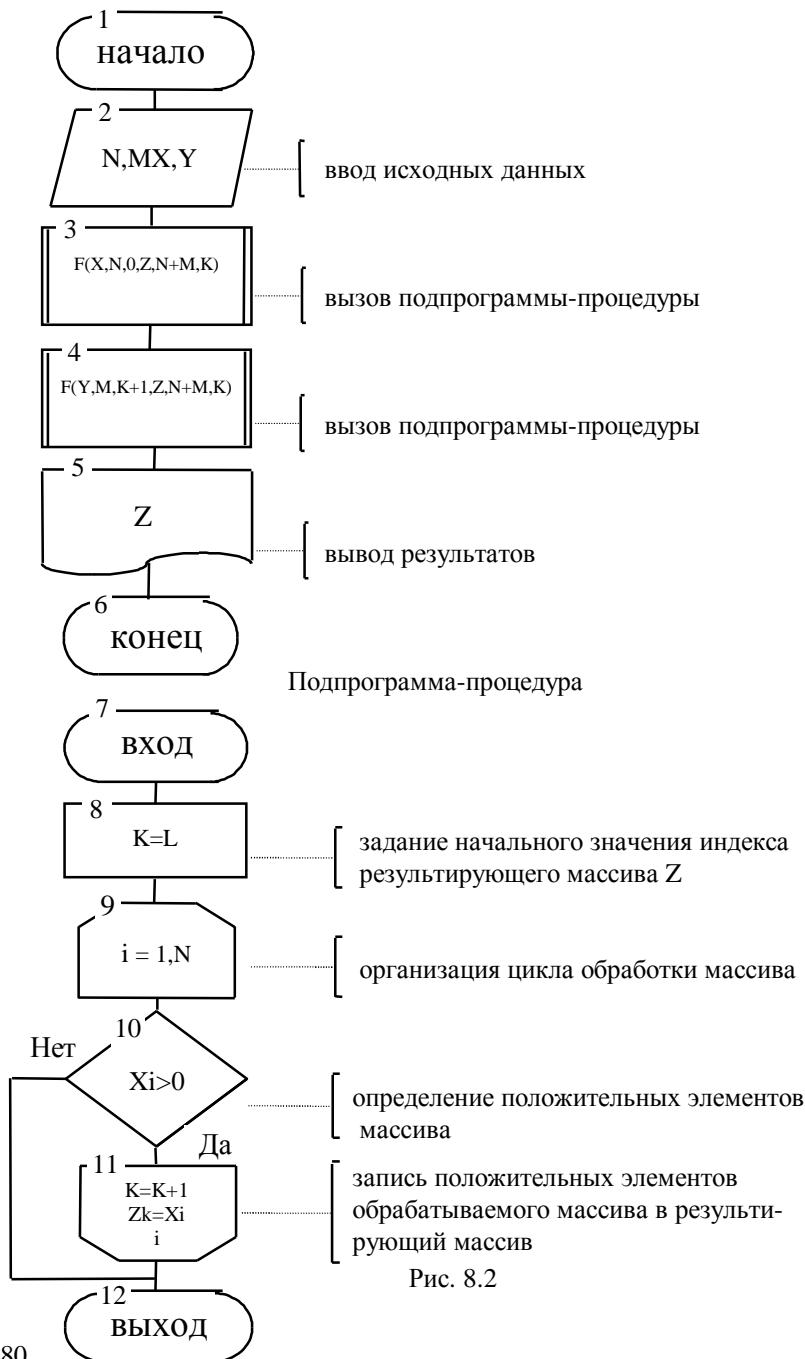 1
начало
2
N,MX,Y
ввод исходных данных
3
F(X,N,0,Z,N+M,K)
вызов подпрограммы-процедуры
4
F(Y,M,K+1,Z,N+M,K)
вызов подпрограммы-процедуры
5
Z
вывод результатов
6
конец
Подпрограмма-процедура
7
вход
8
K=L
задание начального значения индекса
результирующего массива Z
9
i = 1,N
организация цикла обработки массива
10
Нет
Xi>0
определение положительных элементов
массива
Да
11
K=K+1
Zk=Xi
i
запись положительных элементов
обрабатываемого массива в результи-
рующий массив
Рис. 8.2
12
выход
80